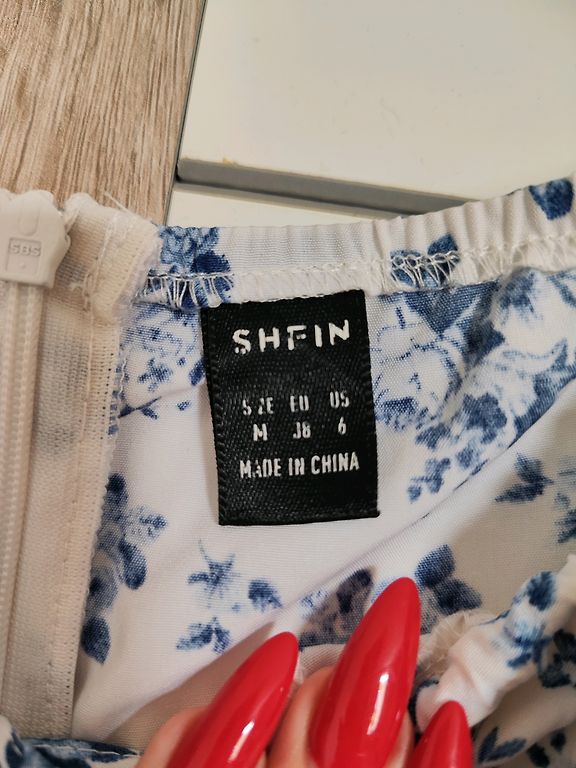 SBS
SHEIN
SIZE EU US
M 38 6
MADE IN CHINA